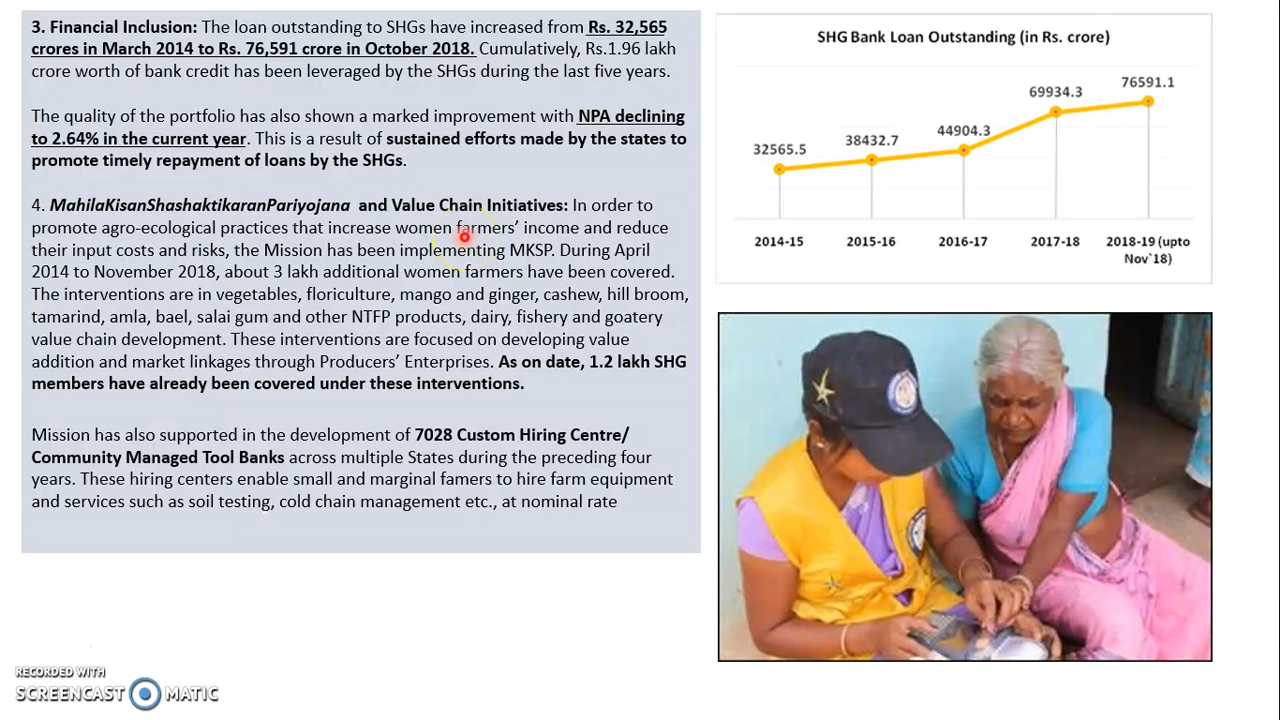 3. Financial Inclusion: The loan outstanding to SHGs have increased from Rs. 32,565
crores in March 2014 to Rs. 76,591 crore in October 2018. Cumulatively, Rs.1.96 lakh
crore worth of bank credit has been leveraged by the SHGs during the last five years.
The quality of the portfolio has also shown a marked improvement with NPA declining
to 2.64% in the current year. This is a result of sustained efforts made by the states to
promote timely repayment of loans by the SHGs.
4. MahilaKisanShashaktikaranPariyojana and Value Chain Initiatives: In order to
promote agro-ecological practices that increase women farmers’ income and reduce
their input costs and risks, the Mission has been implementing MKSP. During April
2014 to November 2018, about 3 lakh additional women farmers have been covered.
The interventions are in vegetables, floriculture, mango and ginger, cashew, hill broom,
tamarind, amla, bael, salai gum and other NTFP products, dairy, fishery and goatery
value chain development. These interventions are focused on developing value
addition and market linkages through Producers’ Enterprises. As on date, 1.2 lakh SHG
members have already been covered under these interventions.
Mission has also supported in the development of 7028 Custom Hiring Centre/
Community Managed Tool Banks across multiple States during the preceding four
years. These hiring centers enable small and marginal famers to hire farm equipment
and services such as soil testing, cold chain management etc., at nominal rate
SHG Bank Loan Outstanding (in Rs. crore)
32565.5
38432.7
44904.3
69934.3
76591.1
2014-15
2015-16
2016-17
2017-18
2018-19 (upto
Nov`18)
RECORDED WITH
SCREENCAST MATIC